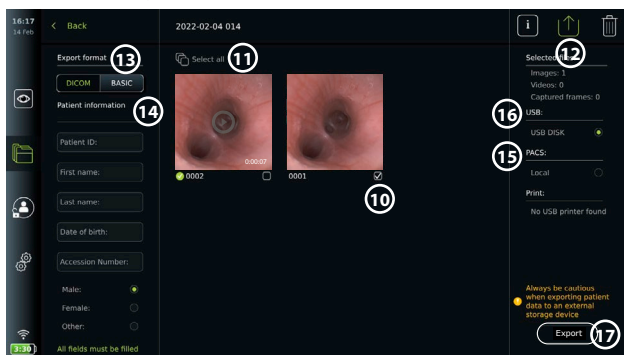 16:17
14 Feb
3:30
Back
2022-02-04 014
i
Export format
13
DICOM
BASIC
Patient information
14
Patient ID:
First name:
Last name:
Date of birth:
Accession Number:
Male:
Female:
Other:
All fields must be filled
Select all
11
0:00:07
0002
0001
10
12
Selected files:
Images: 1
Videos: 0
Captured frames: 0
16
USB:
USB DISK
15
PACS:
Local
Print:
No USB printer found
Always be cautious
when exporting patient
data to an external
storage device
Export
17